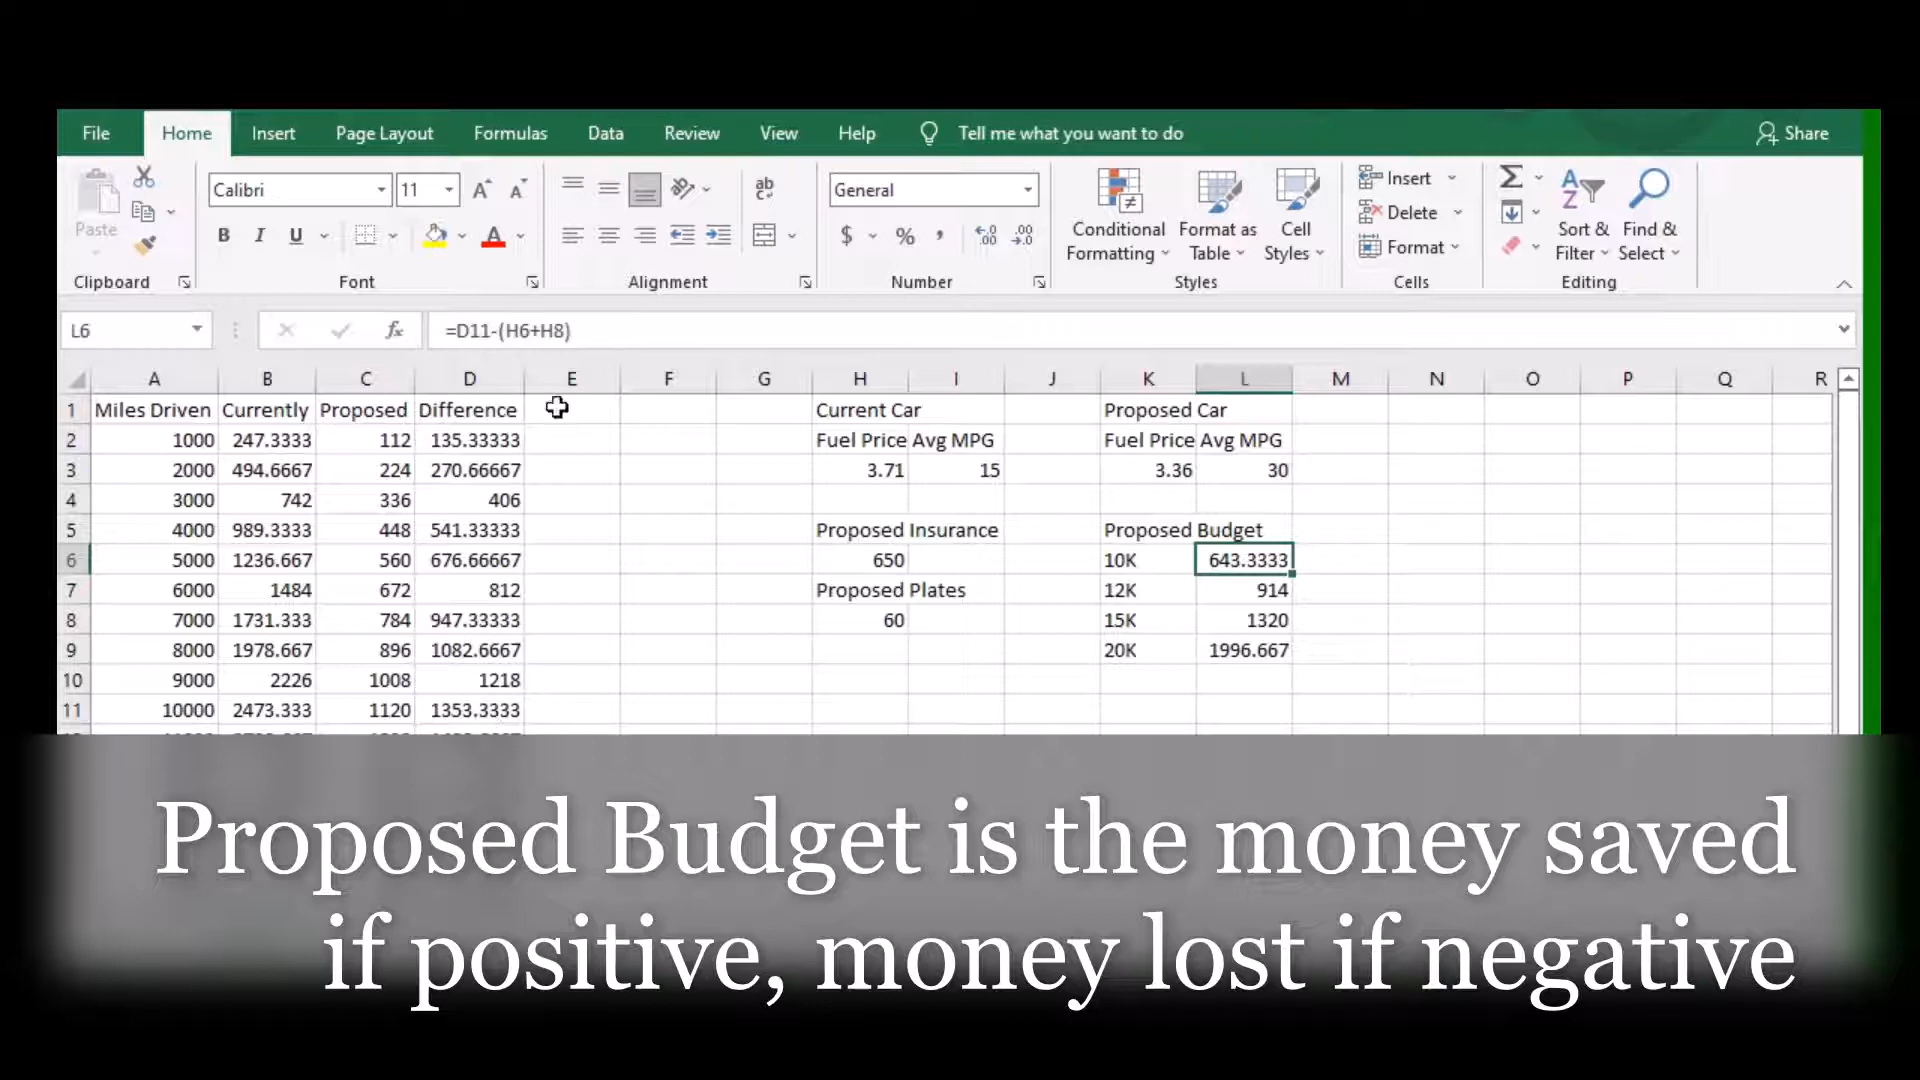 File Home Insert Page Layout Formulas Data Review View Help Tell me what you want to do Share
Calibri 11 General
Paste
B I U $ % ,
Conditional Formatting
Format as Table
Cell Styles
Insert
Delete
Format
Sort & Filter
Find & Select
Clipboard Font Alignment Number Styles Cells Editing
L6 fx =D11-(H6+H8)
A B C D E F G H I J K L M N O P Q R
1 Miles Driven Currently Proposed Difference Current Car Proposed Car
2 1000 247.3333 112 135.33333 Fuel Price Avg MPG Fuel Price Avg MPG
3 2000 494.6667 224 270.66667 3.71 15 3.36 30
4 3000 742 336 406
5 4000 989.3333 448 541.33333 Proposed Insurance Proposed Budget
6 5000 1236.667 560 676.66667 650 10K 643.3333
7 6000 1484 672 812 Proposed Plates 12K 914
8 7000 1731.333 784 947.33333 60 15K 1320
9 8000 1978.667 896 1082.6667 20K 1996.667
10 9000 2226 1008 1218
11 10000 2473.333 1120 1353.3333
Proposed Budget is the money saved
if positive, money lost if negative